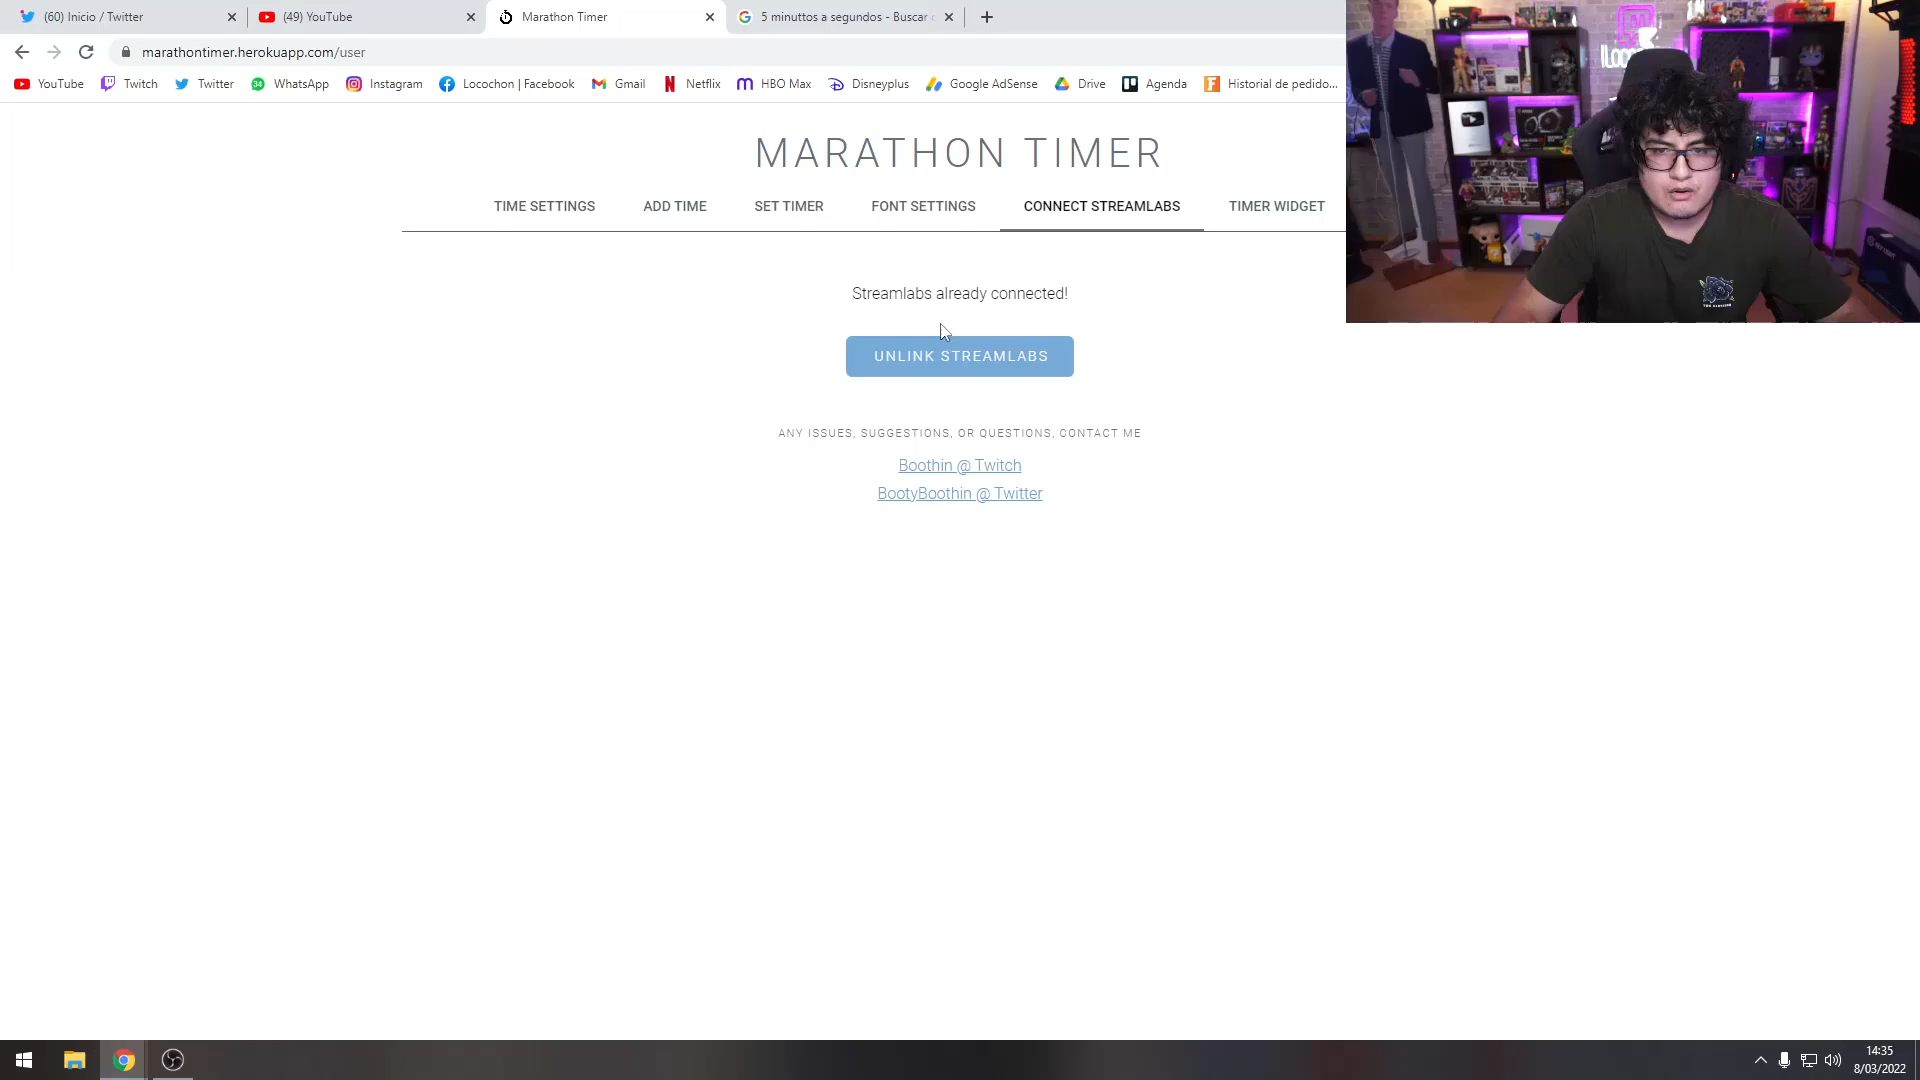 (60) Inicio / Twitter
(49) YouTube
Marathon Timer
5 minuttos a segundos - Buscar
marathontimer.herokuapp.com/user
YouTube
Twitch
Twitter
34
WhatsApp
Instagram
Locochon | Facebook
Gmail
Netflix
HBO Max
Disneyplus
Google AdSense
Drive
Agenda
Historial de pedido...
MARATHON TIMER
TIME SETTINGS
ADD TIME
SET TIMER
FONT SETTINGS
CONNECT STREAMLABS
TIMER WIDGET
Streamlabs already connected!
UNLINK STREAMLABS
ANY ISSUES, SUGGESTIONS, OR QUESTIONS, CONTACT ME
Boothin @ Twitch
BootyBoothin @ Twitter
14:35
8/03/2022